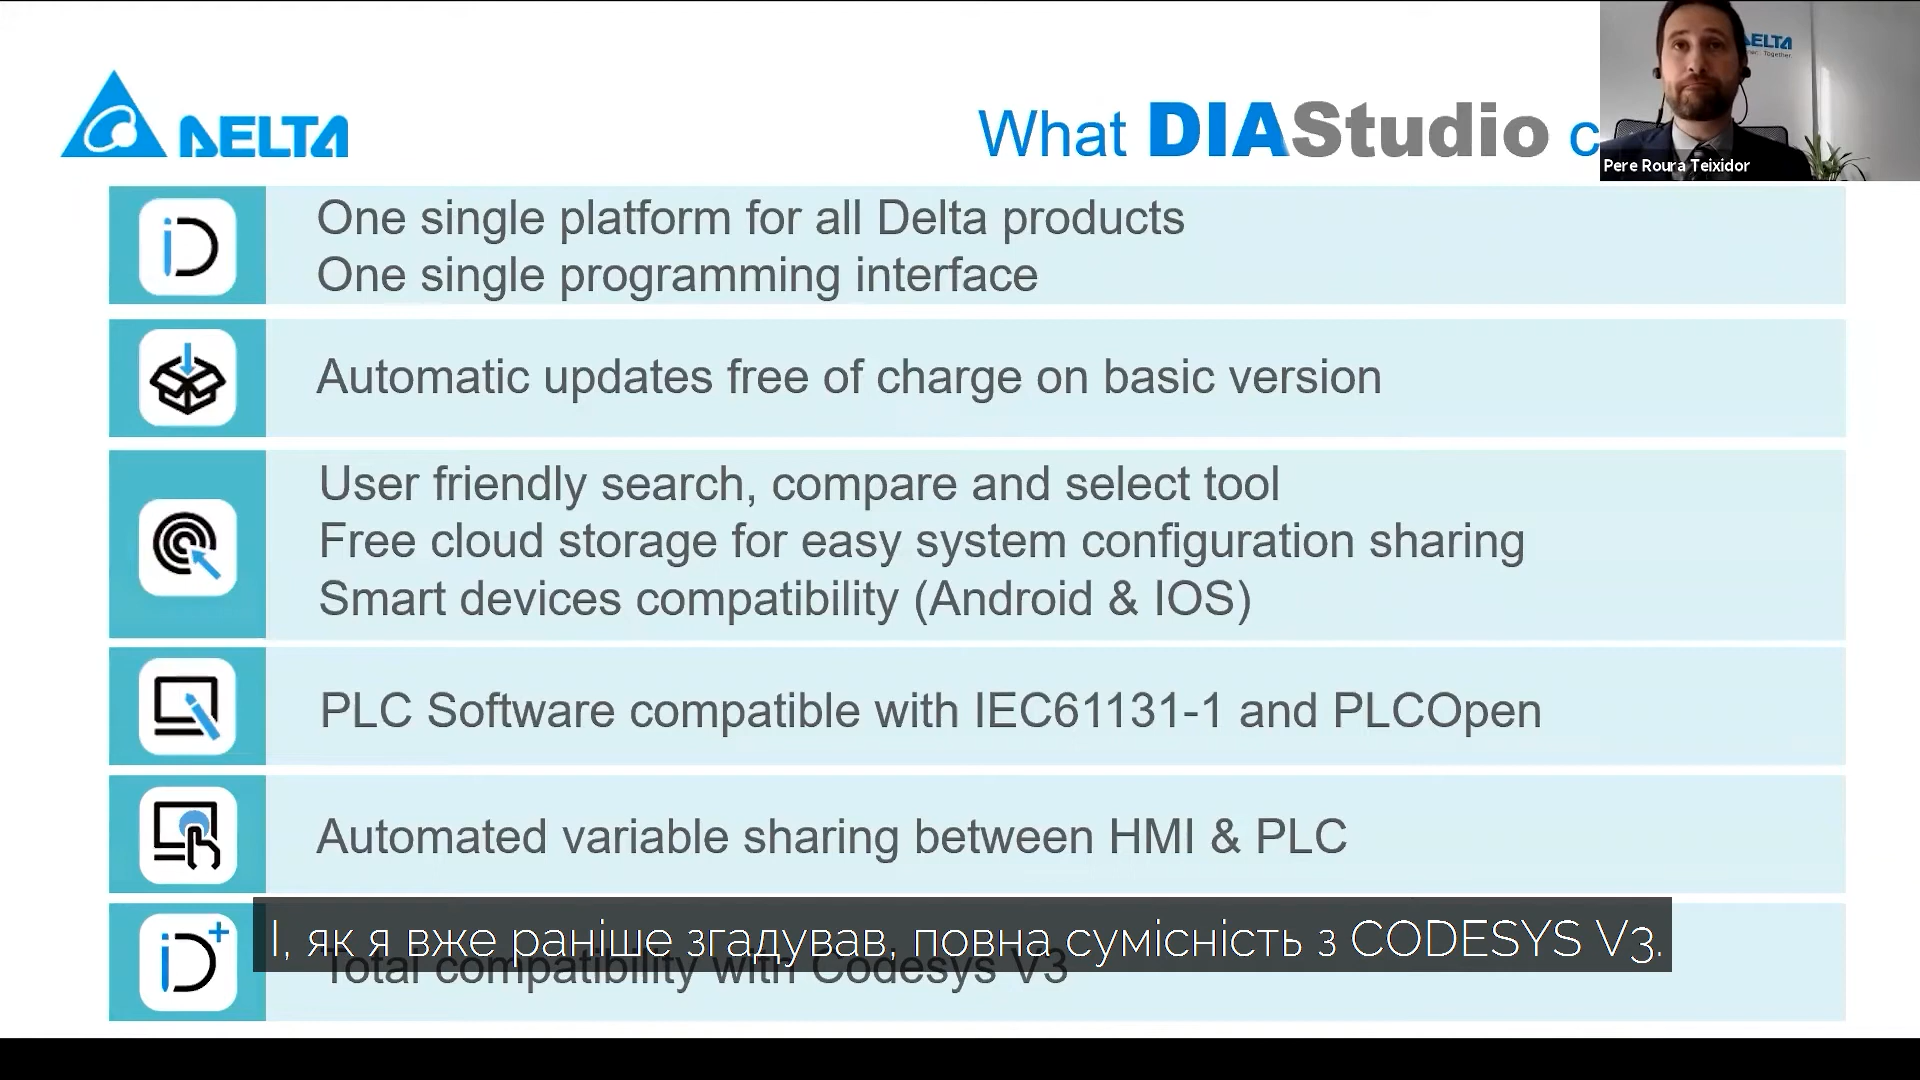 DELTA
What DIAStudio c
DELTA
Pere Roura Teixidor
iD
One single platform for all Delta products
One single programming interface
Automatic updates free of charge on basic version
User friendly search, compare and select tool
Free cloud storage for easy system configuration sharing
Smart devices compatibility (Android & IOS)
PLC Software compatible with IEC61131-1 and PLCOpen
Automated variable sharing between HMI & PLC
iD+
І, як я вже раніше згадував, повна сумісність з CODESYS V3.
Total compatibility with Codesys V3